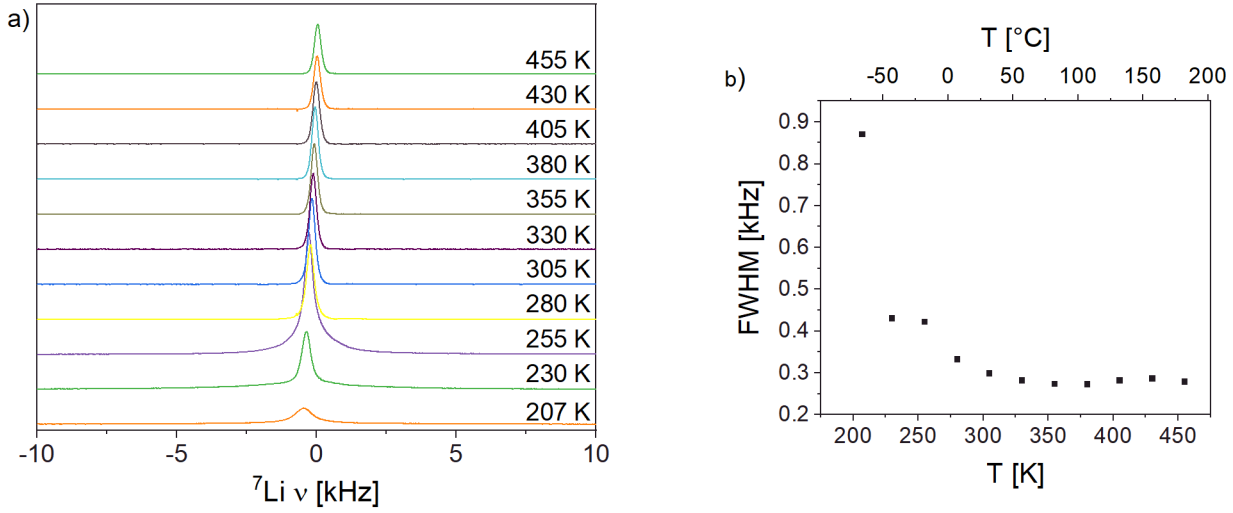 a)
455 K
430 K
405 K
380 K
355 K
330 K
305 K
280 K
255 K
230 K
207 K
-10 -5 0 5 10
⁷Li ν [kHz]
b)
T [°C]
-50 0 50 100 150 200
0.9
0.8
0.7
0.6
0.5
0.4
0.3
0.2
FWHM [kHz]
200 250 300 350 400 450
T [K]